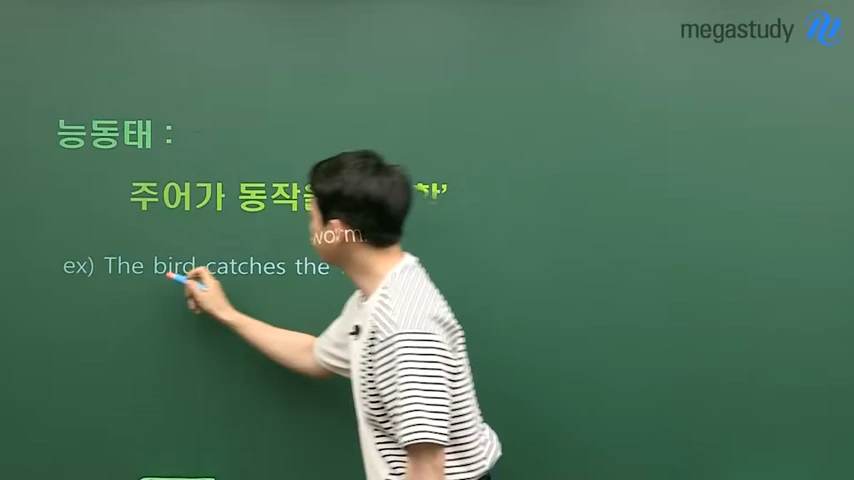 megastudy
능동태 :
주어가 동작을
ex) The bird catches the worm.